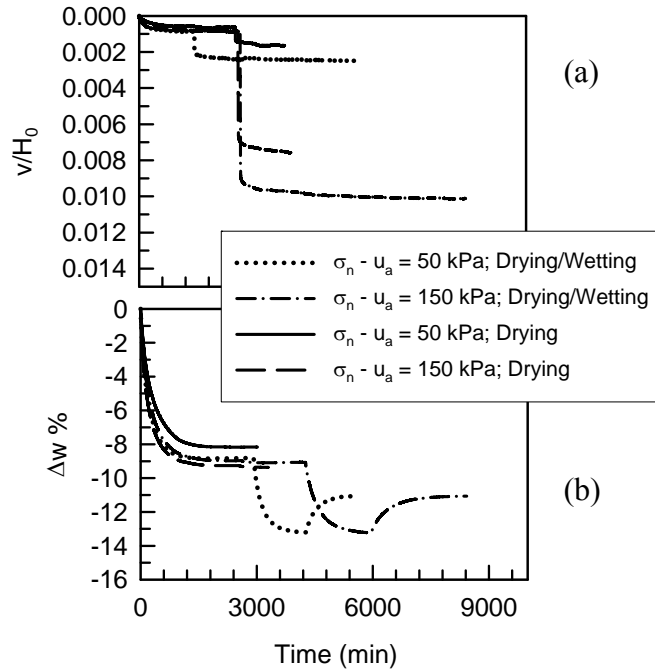 0.000
0.002
0.004
0.006
0.008
0.010
0.012
0.014
v/H₀
(a)
σₙ - uₐ = 50 kPa; Drying/Wetting
σₙ - uₐ = 150 kPa; Drying/Wetting
σₙ - uₐ = 50 kPa; Drying
σₙ - uₐ = 150 kPa; Drying
0
-2
-4
-6
-8
-10
-12
-14
-16
Δw %
(b)
0 3000 6000 9000
Time (min)